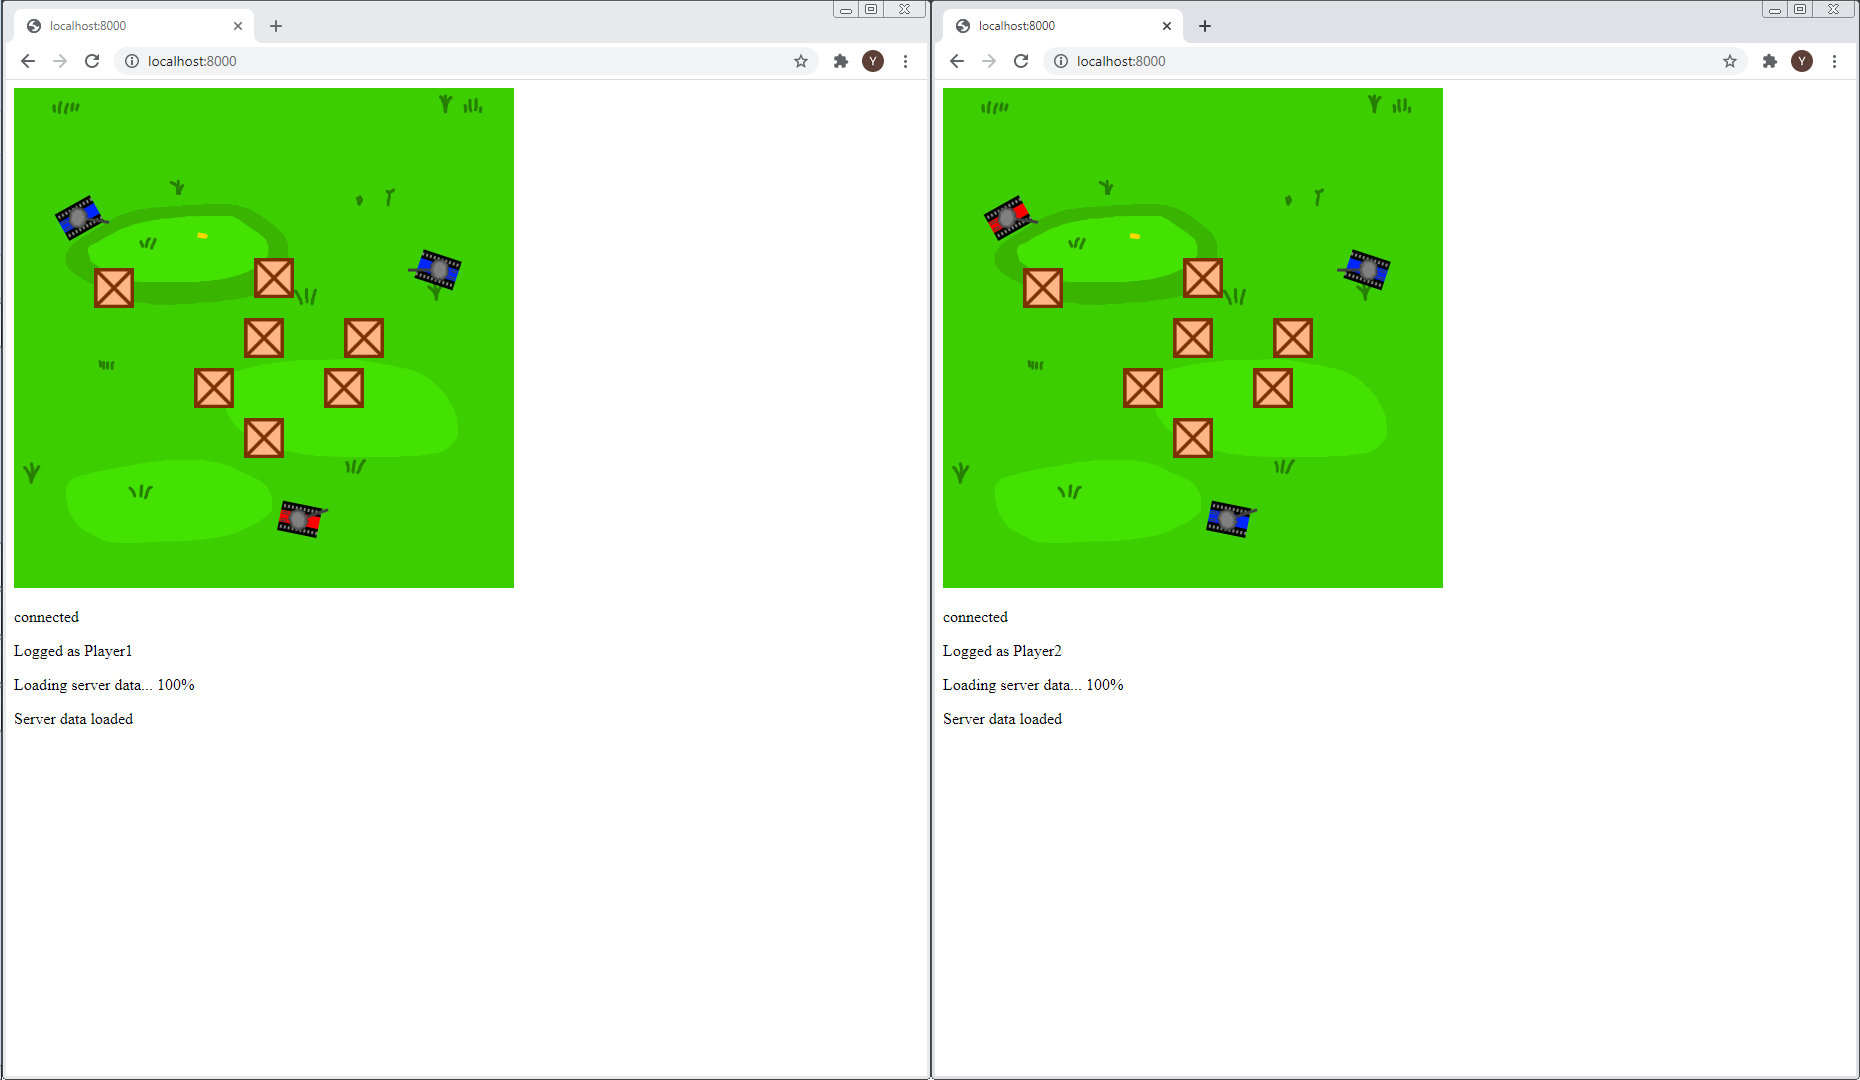 localhost:8000
localhost:8000
Y
connected
Logged as Player1
Loading server data... 100%
Server data loaded
localhost:8000
localhost:8000
Y
connected
Logged as Player2
Loading server data... 100%
Server data loaded